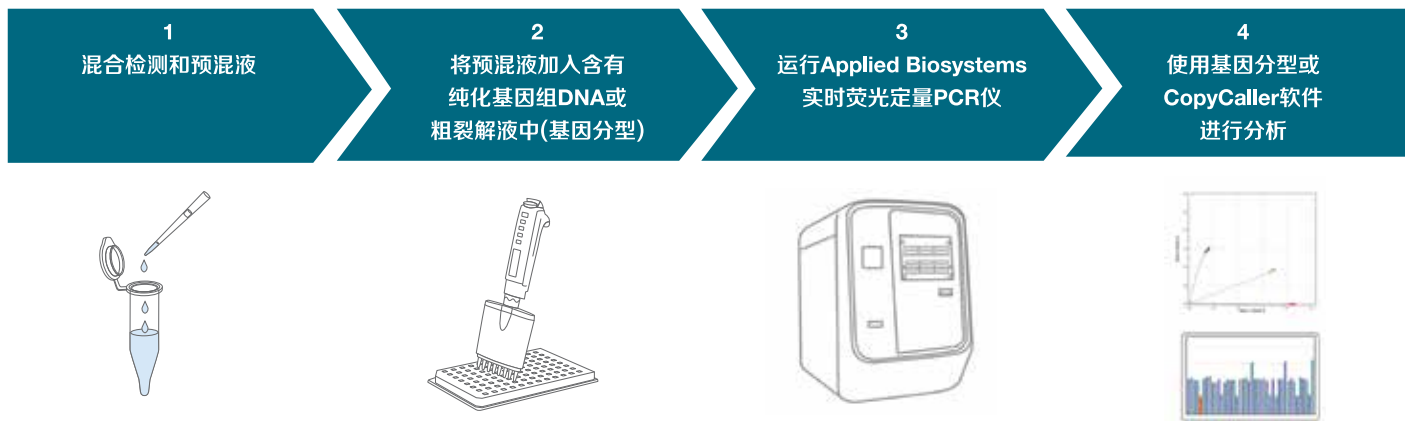 1
混合检测和预混液
2
将预混液加入含有
纯化基因组DNA或
粗裂解液中(基因分型)
3
运行Applied Biosystems
实时荧光定量PCR仪
4
使用基因分型或
CopyCaller软件
进行分析